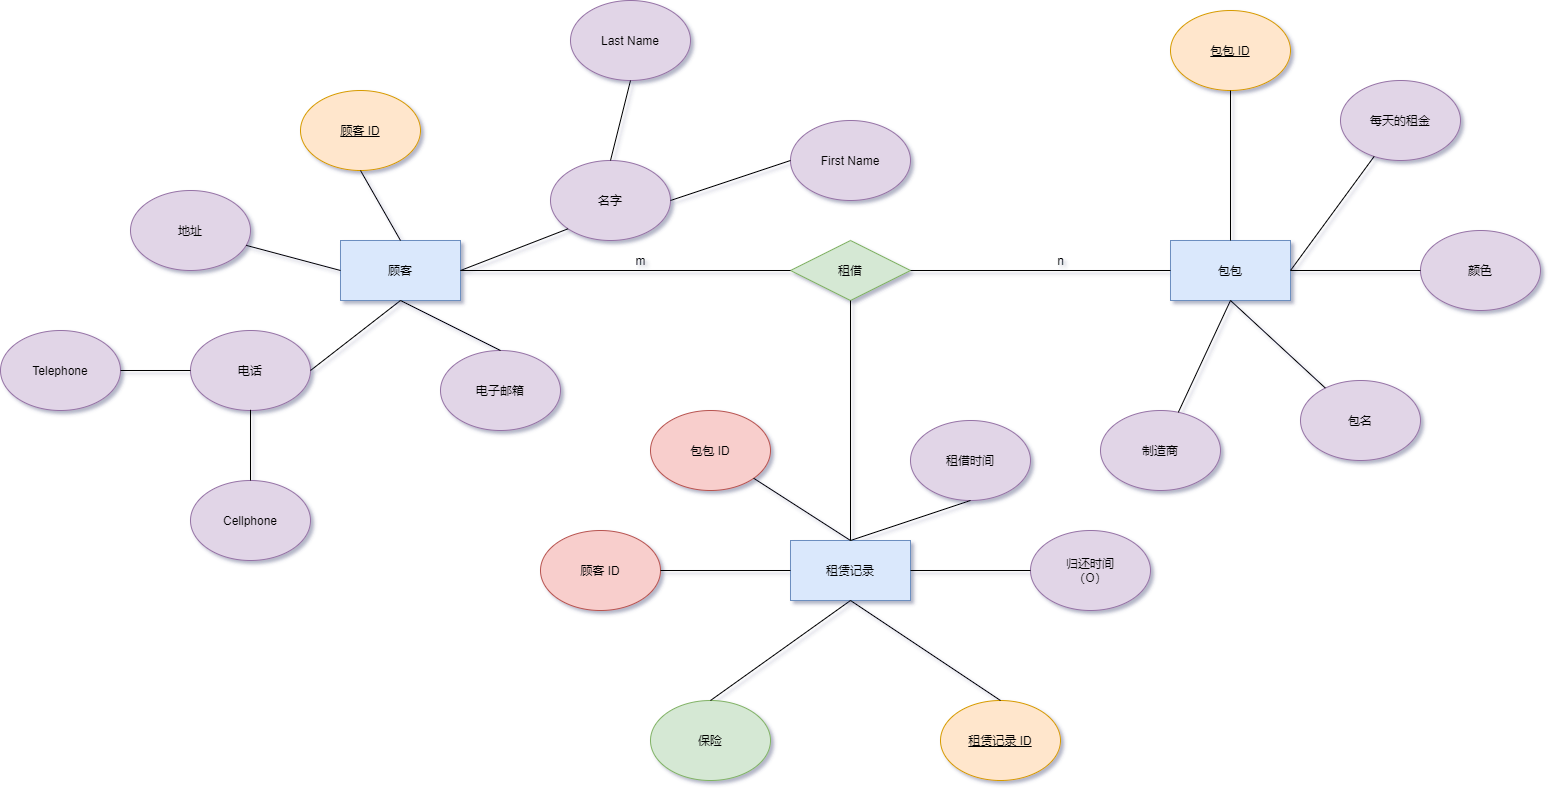 Last Name
包包 ID
每天的租金
顾客 ID
First Name
名字
地址
顾客
m
租借
n
包包
颜色
Telephone
电话
电子邮箱
包名
包包 ID
租借时间
制造商
Cellphone
顾客 ID
租赁记录
归还时间
（O）
保险
租赁记录 ID